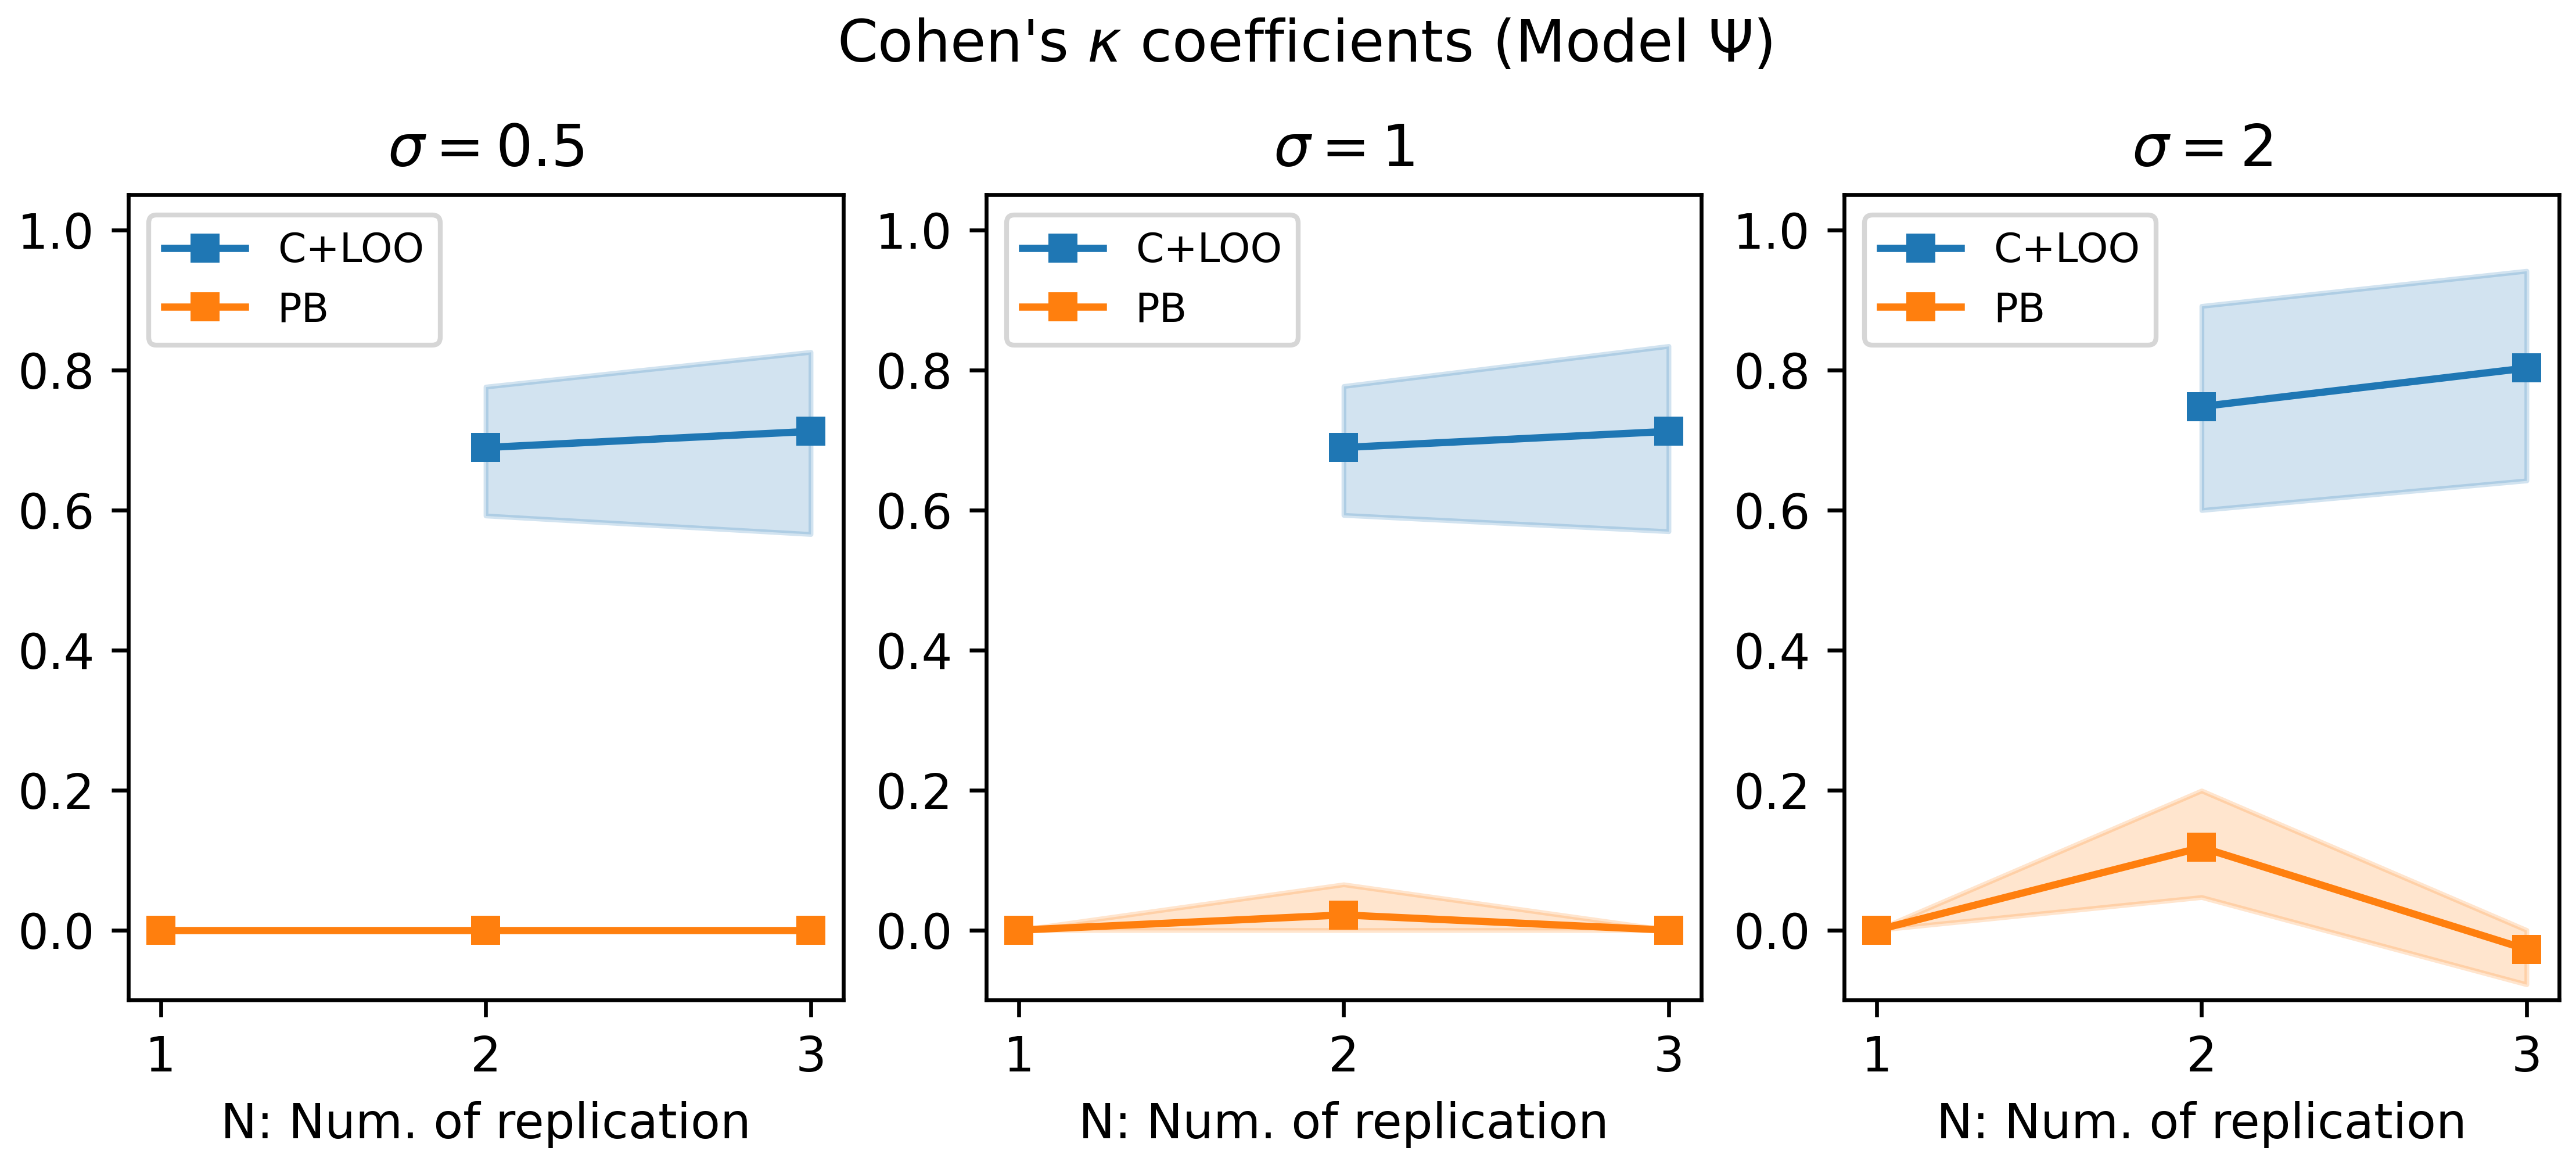 Cohen's κ coefficients (Model Ψ)
σ = 0.5
C+LOO
PB
1.0
0.8
0.6
0.4
0.2
0.0
1 2 3
N: Num. of replication
σ = 1
C+LOO
PB
1.0
0.8
0.6
0.4
0.2
0.0
1 2 3
N: Num. of replication
σ = 2
C+LOO
PB
1.0
0.8
0.6
0.4
0.2
0.0
1 2 3
N: Num. of replication